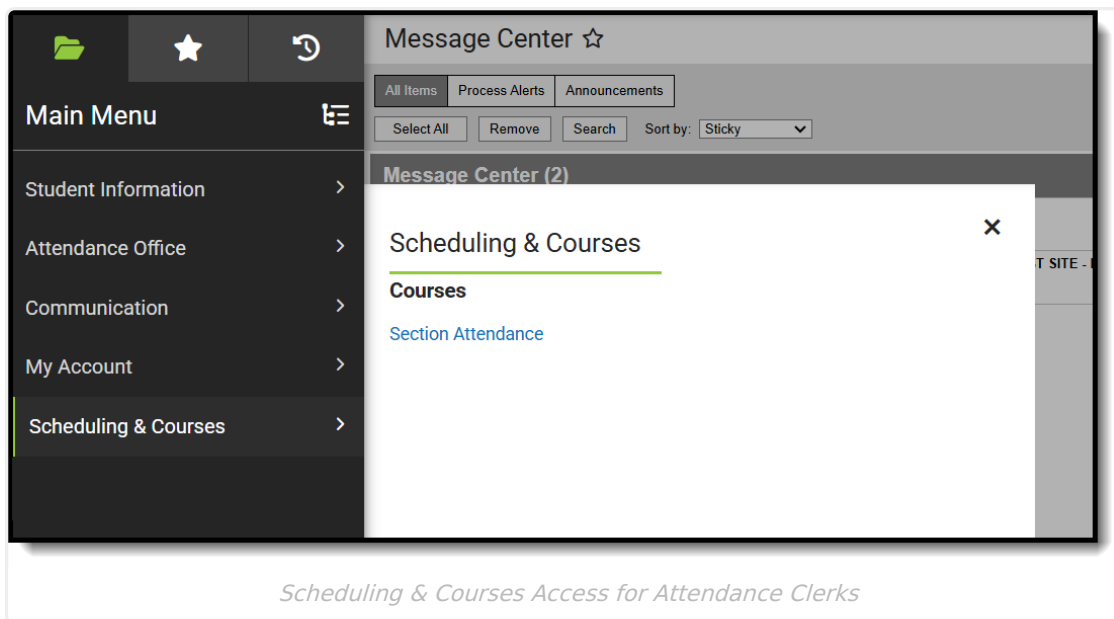 Main Menu
Student Information
Attendance Office
Communication
My Account
Scheduling & Courses
Message Center
All Items Process Alerts Announcements
Select All Remove Search Sort by: Sticky
Message Center (2)
Scheduling & Courses
Courses
Section Attendance
T SITE -
Scheduling & Courses Access for Attendance Clerks